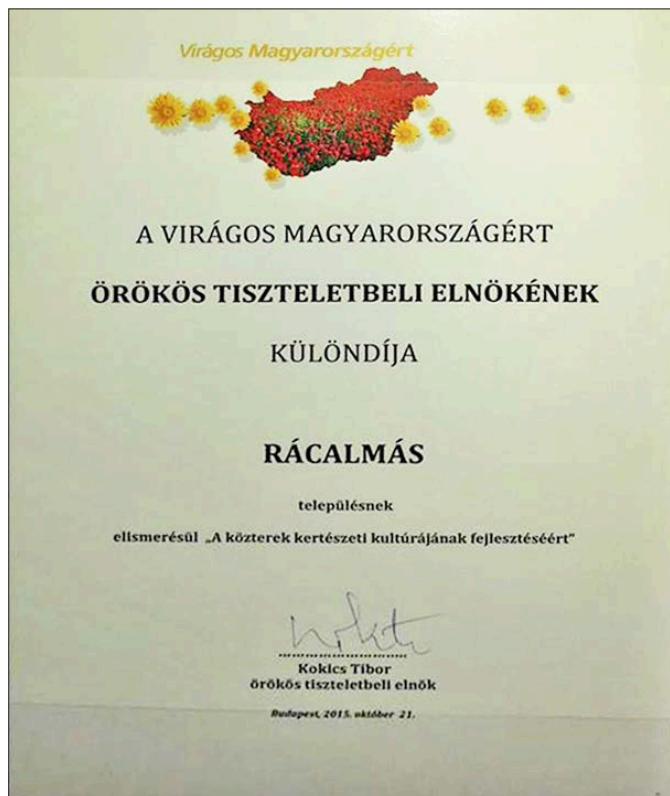 Virágos Magyarországért
A VIRÁGOS MAGYARORSZÁGÉRT
ÖRÖKÖS TISZTELETBELI ELNÖKÉNEK
KÜLÖNDÍJA
RÁCALMÁS
településnek
elismerésül „A közterek kertészeti kultúrájának fejlesztéséért"
Kokics Tibor
örökös tiszteletbeli elnök
Budapest, 2015. október 21.